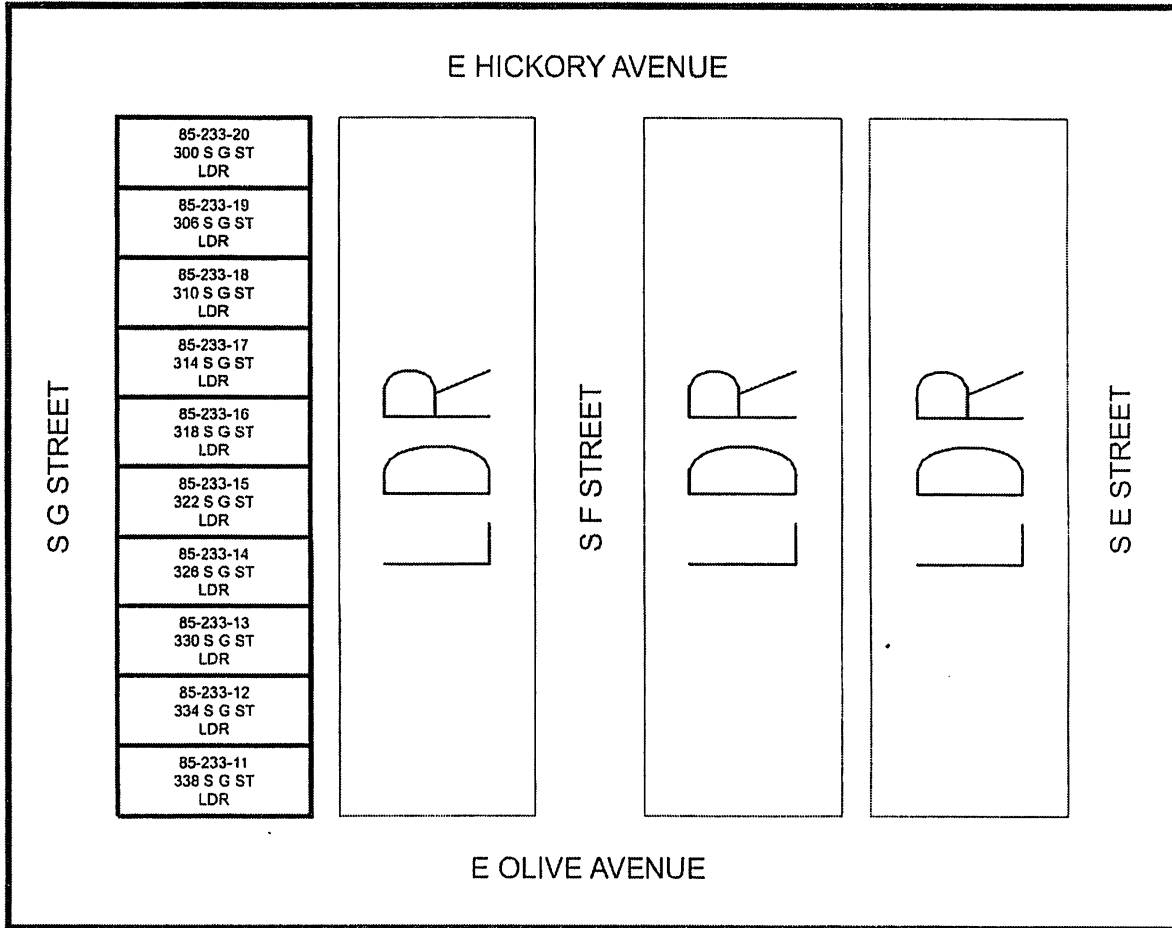 E HICKORY AVENUE
85-233-20
300 S G ST
LDR
85-233-19
306 S G ST
LDR
85-233-18
310 S G ST
LDR
85-233-17
314 S G ST
LDR
85-233-16
318 S G ST
LDR
85-233-15
322 S G ST
LDR
85-233-14
326 S G ST
LDR
85-233-13
330 S G ST
LDR
85-233-12
334 S G ST
LDR
85-233-11
338 S G ST
LDR
S G STREET
LDR
S F STREET
LDR
LDR
S E STREET
E OLIVE AVENUE